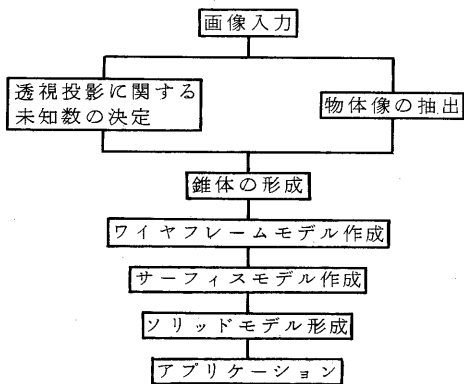 画像入力
透視投影に関する
未知数の決定
物体像の抽出
錐体の形成
ワイヤフレームモデル作成
サーフィスモデル作成
ソリッドモデル形成
アプリケーション